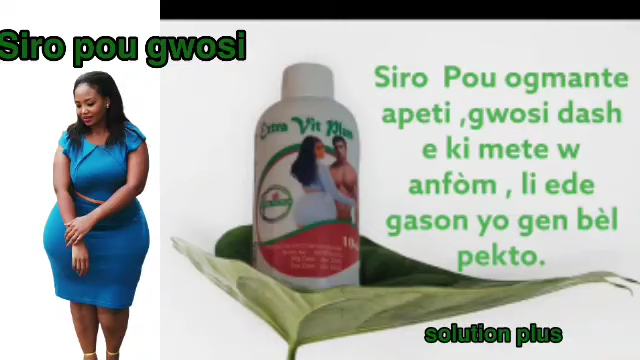 Siro pou gwosi
Siro Pou ogmante
apeti ,gwosi dash
e ki mete w
anfòm , li ede
gason yo gen bèl
pekto.
Extra Vit Plus
solution plus